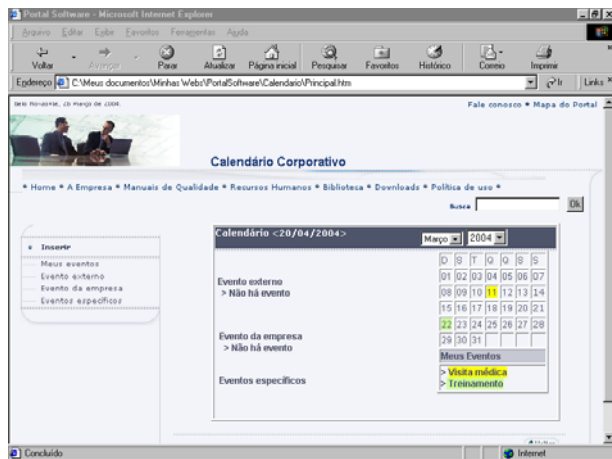 Portal Software - Microsoft Internet Explorer
Arquivo Editar Exibir Favoritos Ferramentas Ajuda
Voltar Avançar Parar Atualizar Página inicial Pesquisar Favoritos Histórico Correio Imprimir
Endereço C:\Meus documentos\Minhas Webs\PortalSoftware\Calendario\Principal.htm Ir Links »
Belo Horizonte, 26 março de 2004.
Fale conosco * Mapa do Portal
Calendário Corporativo
* Home * A Empresa * Manuais de Qualidade * Recursos Humanos * Biblioteca * Downloads * Política de uso *
Busca Ok
Inserir
Meus eventos
Evento externo
Evento da empresa
Eventos específicos
Calendário <20/04/2004>
Março 2004
D S T Q Q S S
01 02 03 04 05 06 07
08 09 10 11 12 13 14
15 16 17 18 19 20 21
22 23 24 25 26 27 28
29 30 31
Evento externo
> Não há evento
Evento da empresa
> Não há evento
Eventos específicos
Meus Eventos
> Visita médica
> Treinamento
Concluído
Internet